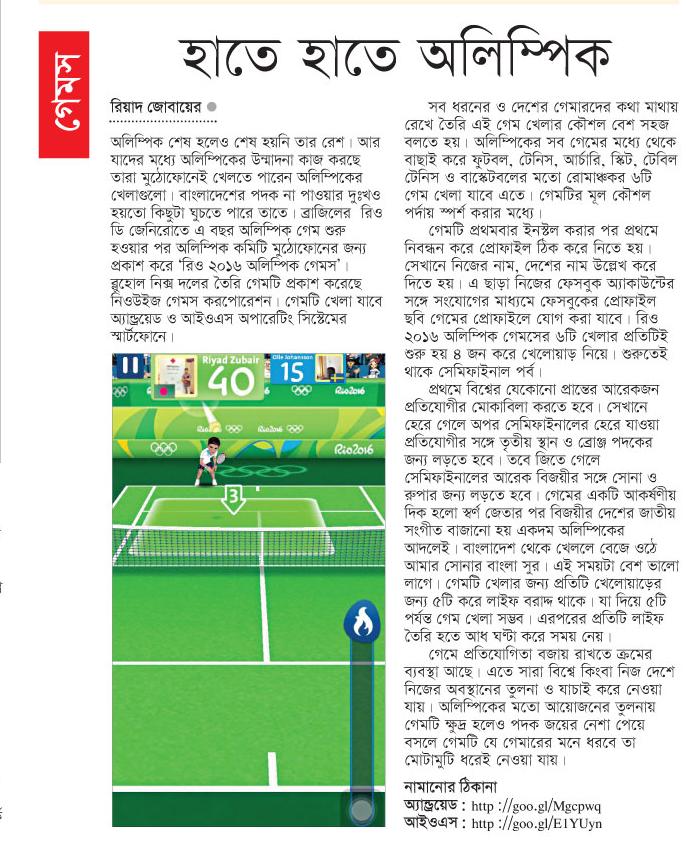 গেমস
হাতে হাতে অলিম্পিক
রিয়াদ জোবায়ের
অলিম্পিক শেষ হলেও শেষ হয়নি তার রেশ। আর
যাদের মধ্যে অলিম্পিকের উন্মাদনা কাজ করছে
তারা মুঠোফোনেই খেলতে পারেন অলিম্পিকের
খেলাগুলো। বাংলাদেশের পদক না পাওয়ার দুঃখও
হয়তো কিছুটা ঘুচতে পারে তাতে। ব্রাজিলের রিও
ডি জেনিরোতে এ বছর অলিম্পিক গেম শুরু
হওয়ার পর অলিম্পিক কমিটি মুঠোফোনের জন্য
প্রকাশ করে ‘রিও ২০১৬ অলিম্পিক গেমস’।
ব্লুহোল নিক্স দলের তৈরি গেমটি প্রকাশ করেছে
নিওউইজ গেমস করপোরেশন। গেমটি খেলা যাবে
অ্যান্ড্রয়েড ও আইওএস অপারেটিং সিস্টেমের
স্মার্টফোনে।
Riyad Zubair
40
Olle Johansson
15
Rio2016
Rio2016
Rio2016
Rio2016
3
সব ধরনের ও দেশের গেমারদের কথা মাথায়
রেখে তৈরি এই গেম খেলার কৌশল বেশ সহজ
বলতে হয়। অলিম্পিকের সব গেমের মধ্যে থেকে
বাছাই করে ফুটবল, টেনিস, আর্চারি, স্কিট, টেবিল
টেনিস ও বাস্কেটবলের মতো রোমাঞ্চকর ৬টি
গেম খেলা যাবে এতে। গেমটির মূল কৌশল
পর্দায় স্পর্শ করার মধ্যে।
গেমটি প্রথমবার ইনস্টল করার পর প্রথমে
নিবন্ধন করে প্রোফাইল ঠিক করে নিতে হয়।
সেখানে নিজের নাম, দেশের নাম উল্লেখ করে
দিতে হয়। এ ছাড়া নিজের ফেসবুক অ্যাকাউন্টের
সঙ্গে সংযোগের মাধ্যমে ফেসবুকের প্রোফাইল
ছবি গেমের প্রোফাইলে যোগ করা যাবে। রিও
২০১৬ অলিম্পিক গেমসের ৬টি খেলার প্রতিটিই
শুরু হয় ৪ জন করে খেলোয়াড় নিয়ে। শুরুতেই
থাকে সেমিফাইনাল পর্ব।
প্রথমে বিশ্বের যেকোনো প্রান্তের আরেকজন
প্রতিযোগীর মোকাবিলা করতে হবে। সেখানে
হেরে গেলে অপর সেমিফাইনালের হেরে যাওয়া
প্রতিযোগীর সঙ্গে তৃতীয় স্থান ও ব্রোঞ্জ পদকের
জন্য লড়তে হবে। তবে জিতে গেলে
সেমিফাইনালের আরেক বিজয়ীর সঙ্গে সোনা ও
রুপার জন্য লড়তে হবে। গেমের একটি আকর্ষণীয়
দিক হলো স্বর্ণ জেতার পর বিজয়ীর দেশের জাতীয়
সংগীত বাজানো হয় একদম অলিম্পিকের
আদলেই। বাংলাদেশ থেকে খেললে বেজে ওঠে
আমার সোনার বাংলা সুর। এই সময়টা বেশ ভালো
লাগে। গেমটি খেলার জন্য প্রতিটি খেলোয়াড়ের
জন্য ৫টি করে লাইফ বরাদ্দ থাকে। যা দিয়ে ৫টি
পর্যন্ত গেম খেলা সম্ভব। এরপরের প্রতিটি লাইফ
তৈরি হতে আধ ঘণ্টা করে সময় নেয়।
গেমে প্রতিযোগিতা বজায় রাখতে ক্রমের
ব্যবস্থা আছে। এতে সারা বিশ্বে কিংবা নিজ দেশে
নিজের অবস্থানের তুলনা ও যাচাই করে নেওয়া
যায়। অলিম্পিকের মতো আয়োজনের তুলনায়
গেমটি ক্ষুদ্র হলেও পদক জয়ের নেশা পেয়ে
বসলে গেমটি যে গেমারের মনে ধরবে তা
মোটামুটি ধরেই নেওয়া যায়।
নামানোর ঠিকানা
অ্যান্ড্রয়েড : http ://goo.gl/Mgcpwq
আইওএস : http ://goo.gl/E1YUyn